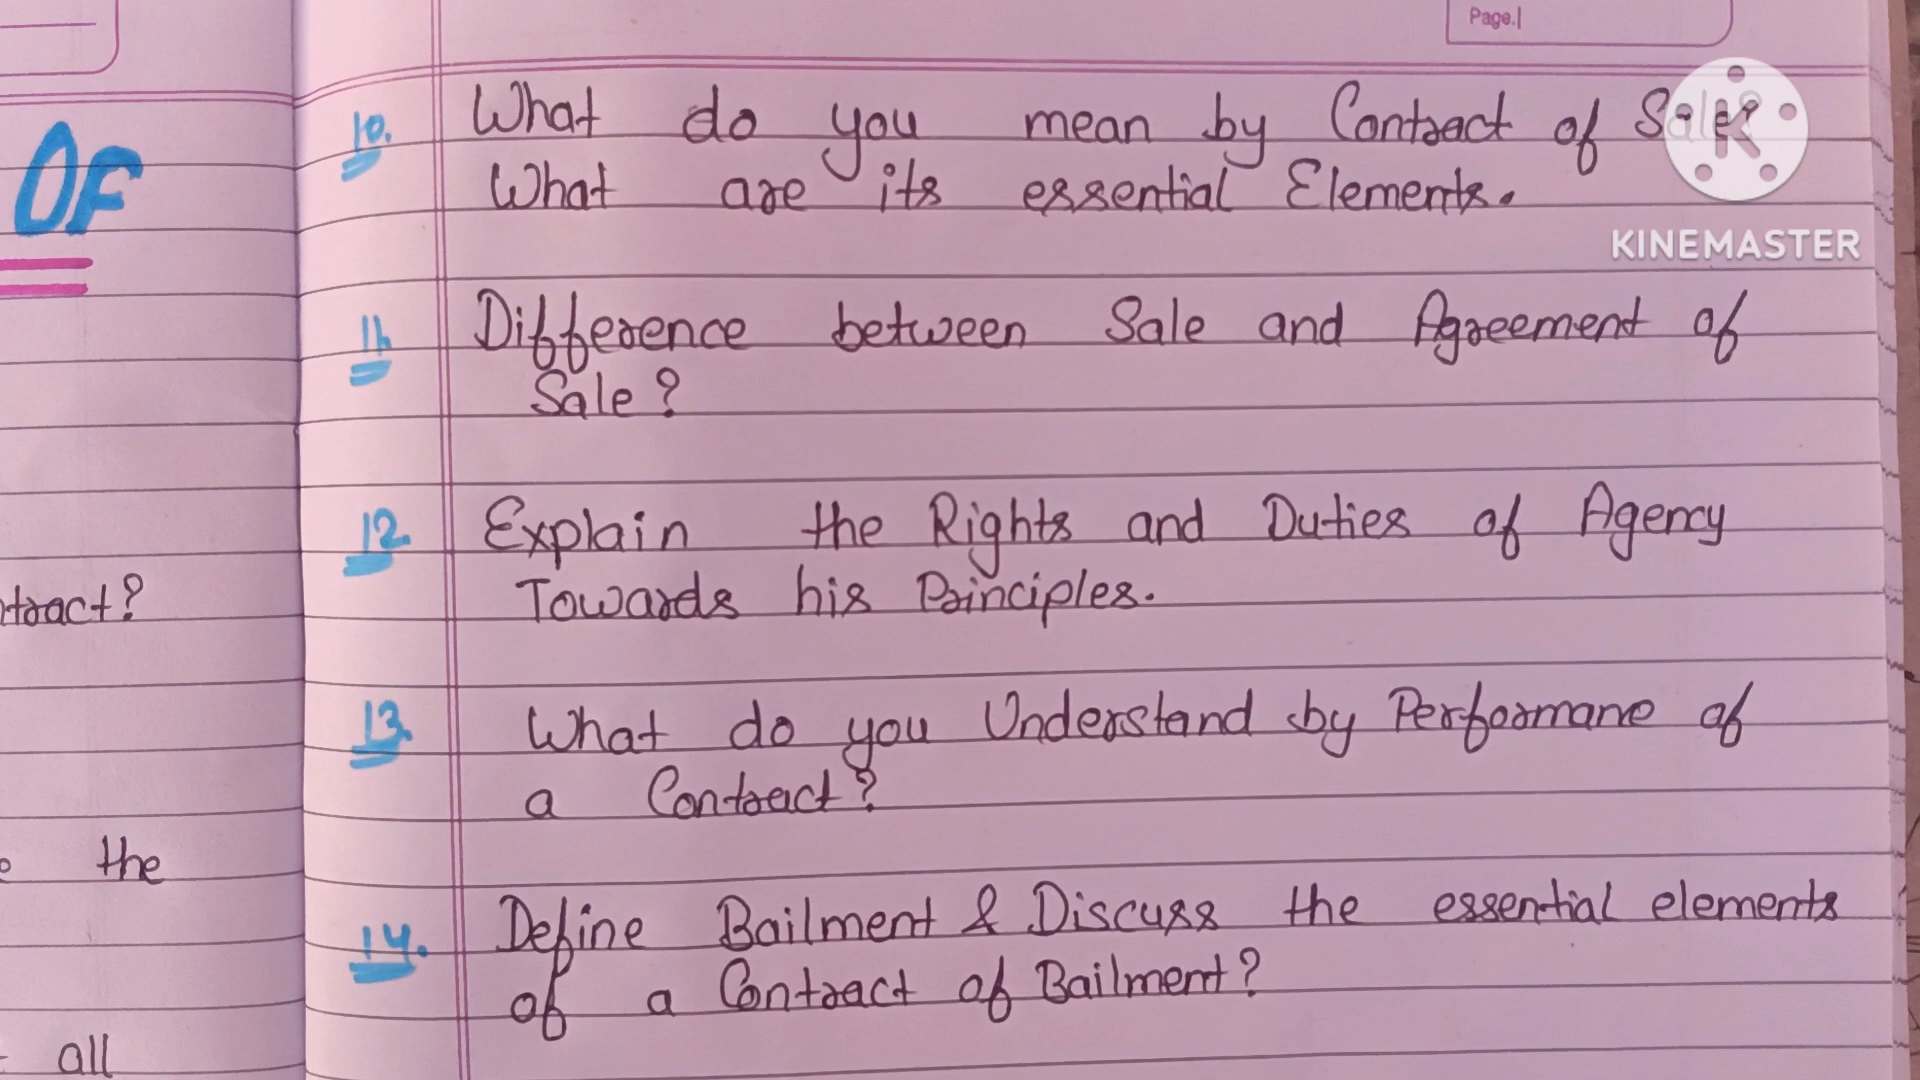 Page.
OF
ntract?
the
all
10. What do you mean by Contract of Sale?
What are its essential Elements.
11. Difference between Sale and Agreement of
Sale?
12. Explain the Rights and Duties of Agency
Towards his Principles.
13. What do you Understand by Performane of
a Contract?
14. Define Bailment & Discuss the essential elements
of a Contract of Bailment?
K
KINEMASTER